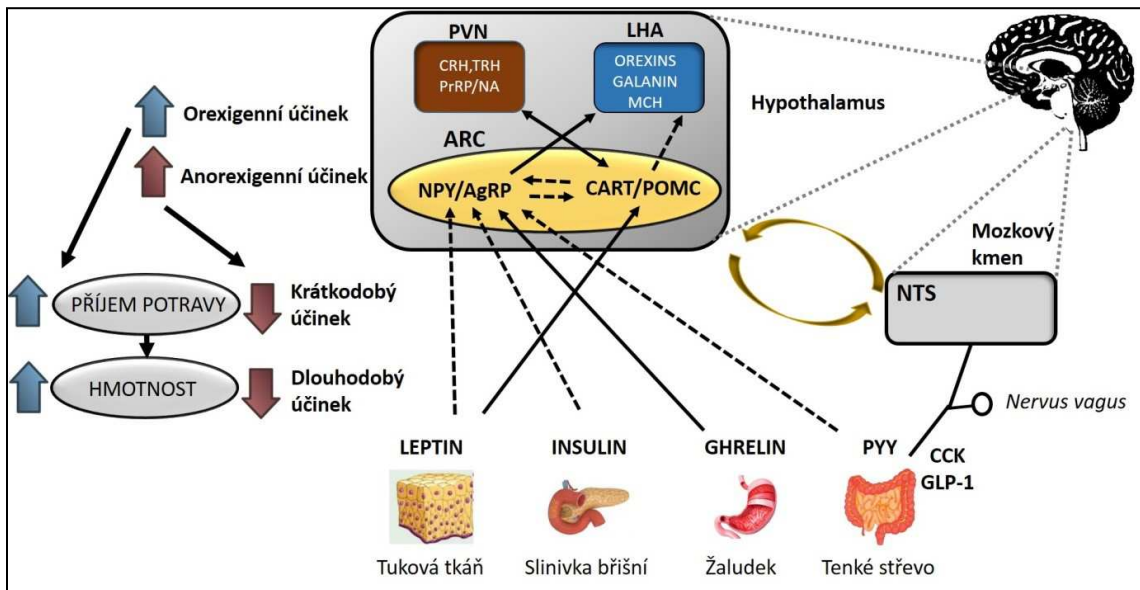 PVN
CRH,TRH
PrRP/NA
LHA
OREXINS
GALANIN
MCH
Hypothalamus
ARC
NPY/AgRP
CART/POMC
Orexigenní účinek
Anorexigenní účinek
PŘÍJEM POTRAVY
Krátkodobý
účinek
HMOTNOST
Dlouhodobý
účinek
Mozkový
kmen
NTS
Nervus vagus
LEPTIN
INSULIN
GHRELIN
PYY
CCK
GLP-1
Tuková tkáň
Slinivka břišní
Žaludek
Tenké střevo